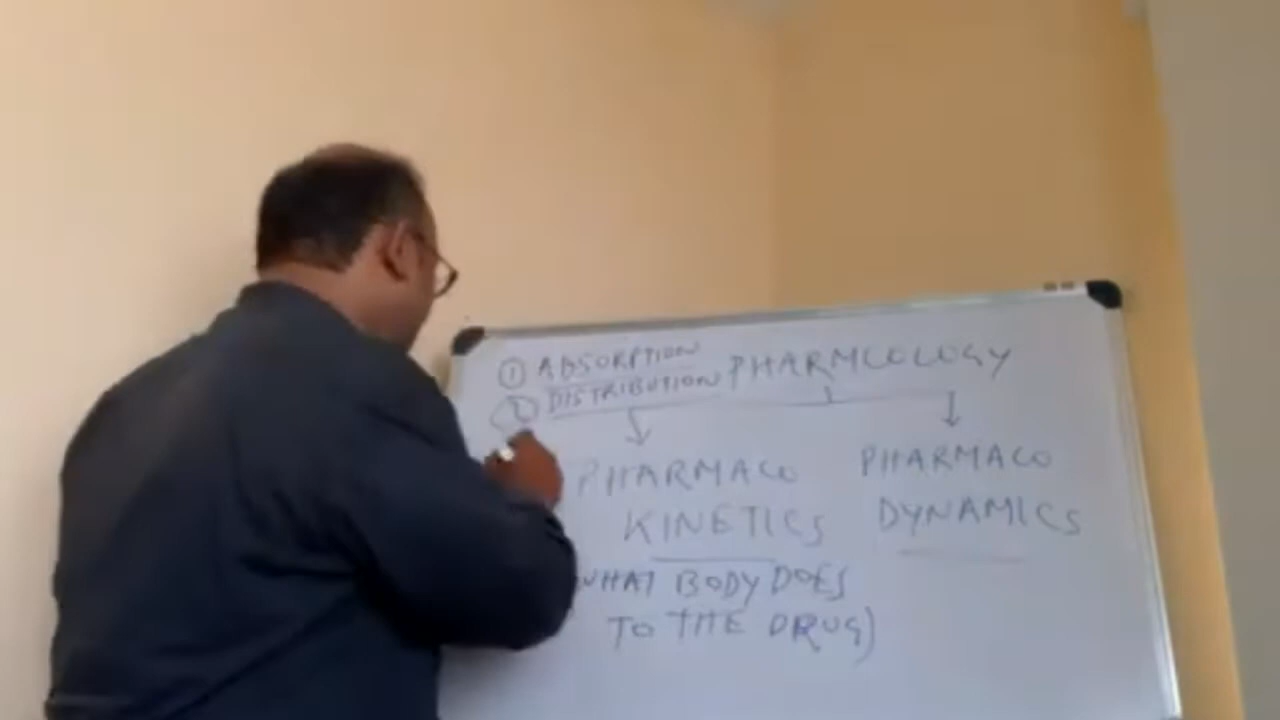 ① ABSORPTION
② DISTRIBUTION
PHARMCOLOGY
PHARMACO
KINETICS
WHAT BODY DOES
TO THE DRUG)
PHARMACO
DYNAMICS